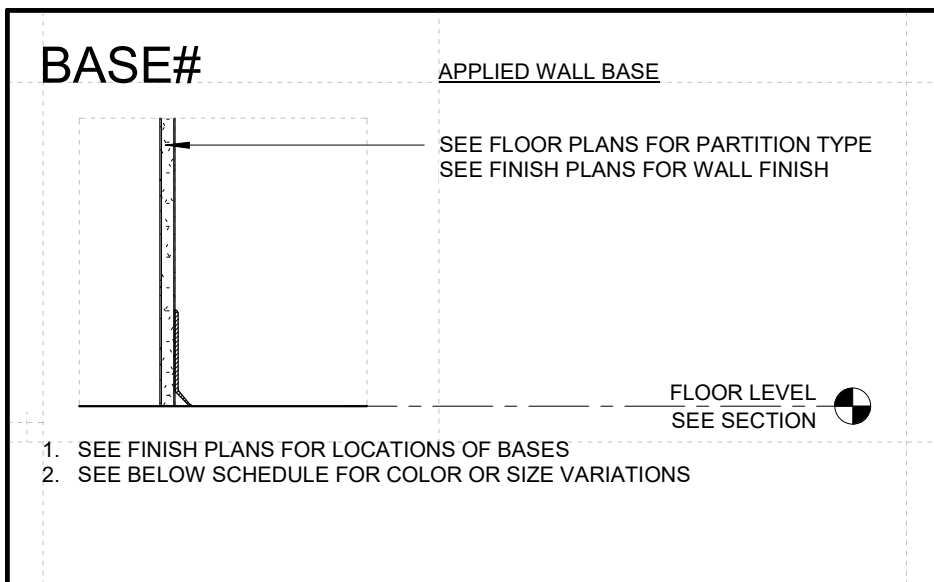 BASE#
APPLIED WALL BASE
SEE FLOOR PLANS FOR PARTITION TYPE
SEE FINISH PLANS FOR WALL FINISH
FLOOR LEVEL
SEE SECTION
1. SEE FINISH PLANS FOR LOCATIONS OF BASES
2. SEE BELOW SCHEDULE FOR COLOR OR SIZE VARIATIONS